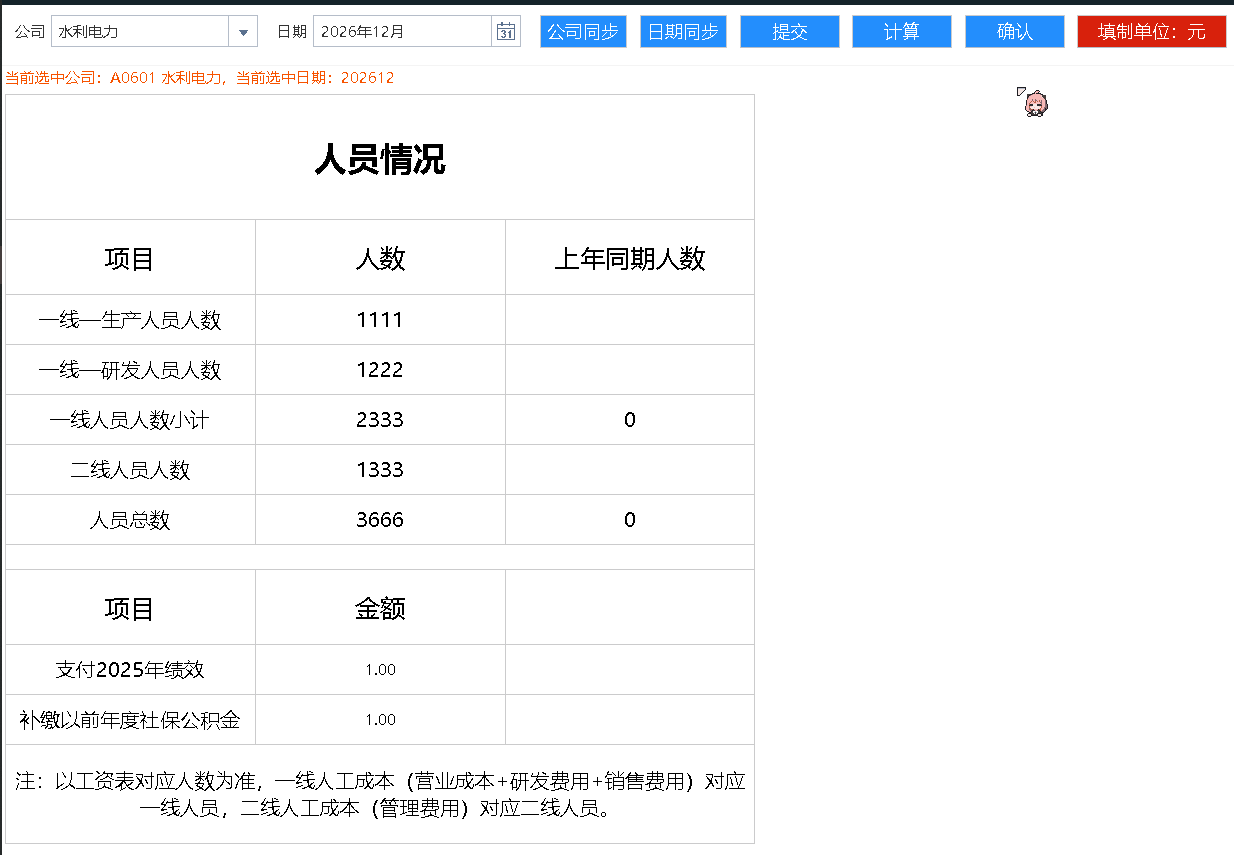 公司 水利电力 日期 2026年12月 31 公司同步 日期同步 提交 计算 确认 填制单位：元
当前选中公司：A0601 水利电力，当前选中日期：202612
人员情况
项目 人数 上年同期人数
一线—生产人员人数 1111
一线—研发人员人数 1222
一线人员人数小计 2333 0
二线人员人数 1333
人员总数 3666 0
项目 金额
支付2025年绩效 1.00
补缴以前年度社保公积金 1.00
注：以工资表对应人数为准，一线人工成本（营业成本+研发费用+销售费用）对应
一线人员，二线人工成本（管理费用）对应二线人员。